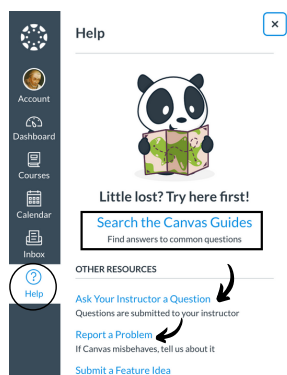 Help
×
Account
Dashboard
Courses
Calendar
Inbox
Help
Little lost? Try here first!
Search the Canvas Guides
Find answers to common questions
OTHER RESOURCES
Ask Your Instructor a Question
Questions are submitted to your instructor
Report a Problem
If Canvas misbehaves, tell us about it
Submit a Feature Idea